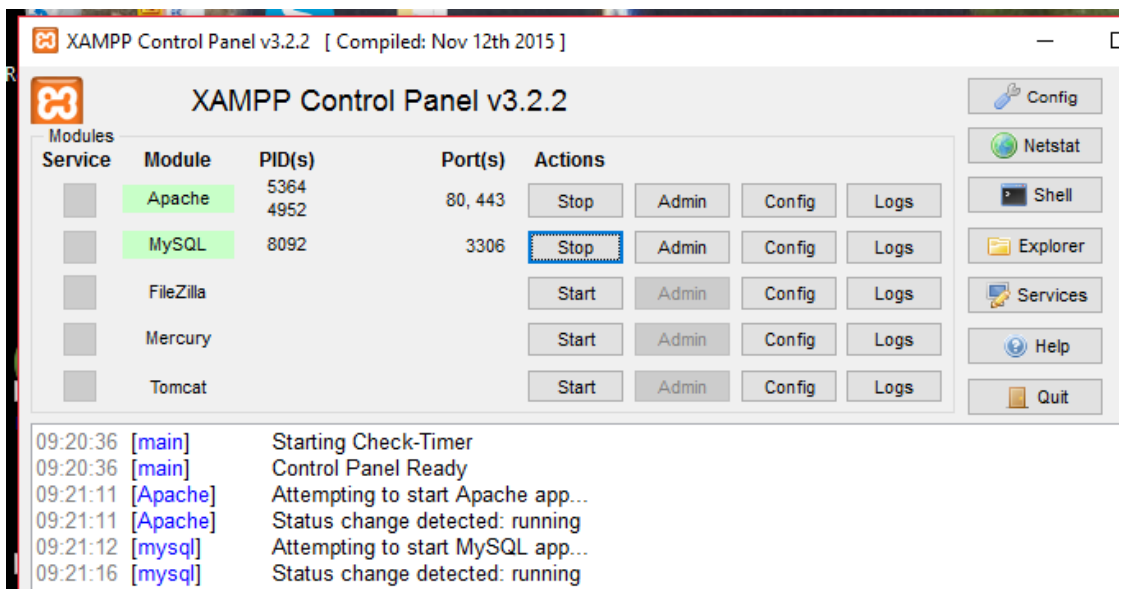 XAMPP Control Panel v3.2.2 [ Compiled: Nov 12th 2015 ]
R
XAMPP Control Panel v3.2.2
Config
Modules
Service Module PID(s) Port(s) Actions
Netstat
Apache 5364 80, 443 Stop Admin Config Logs
4952
Shell
MySQL 8092 3306 Stop Admin Config Logs
Explorer
FileZilla Start Admin Config Logs
Services
Mercury Start Admin Config Logs
Help
Tomcat Start Admin Config Logs
Quit
09:20:36 [main] Starting Check-Timer
09:20:36 [main] Control Panel Ready
09:21:11 [Apache] Attempting to start Apache app...
09:21:11 [Apache] Status change detected: running
09:21:12 [mysql] Attempting to start MySQL app...
09:21:16 [mysql] Status change detected: running